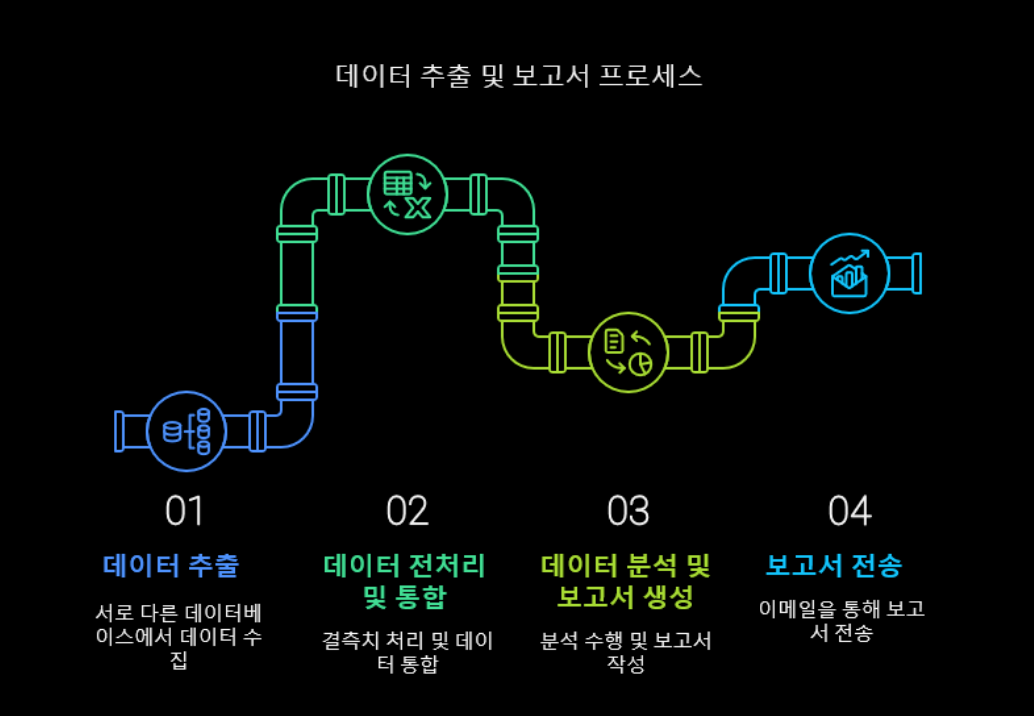 데이터 추출 및 보고서 프로세스
01
데이터 추출
서로 다른 데이터베
이스에서 데이터 수
집
02
데이터 전처리
및 통합
결측치 처리 및 데이
터 통합
03
데이터 분석 및
보고서 생성
분석 수행 및 보고서
작성
04
보고서 전송
이메일을 통해 보고
서 전송